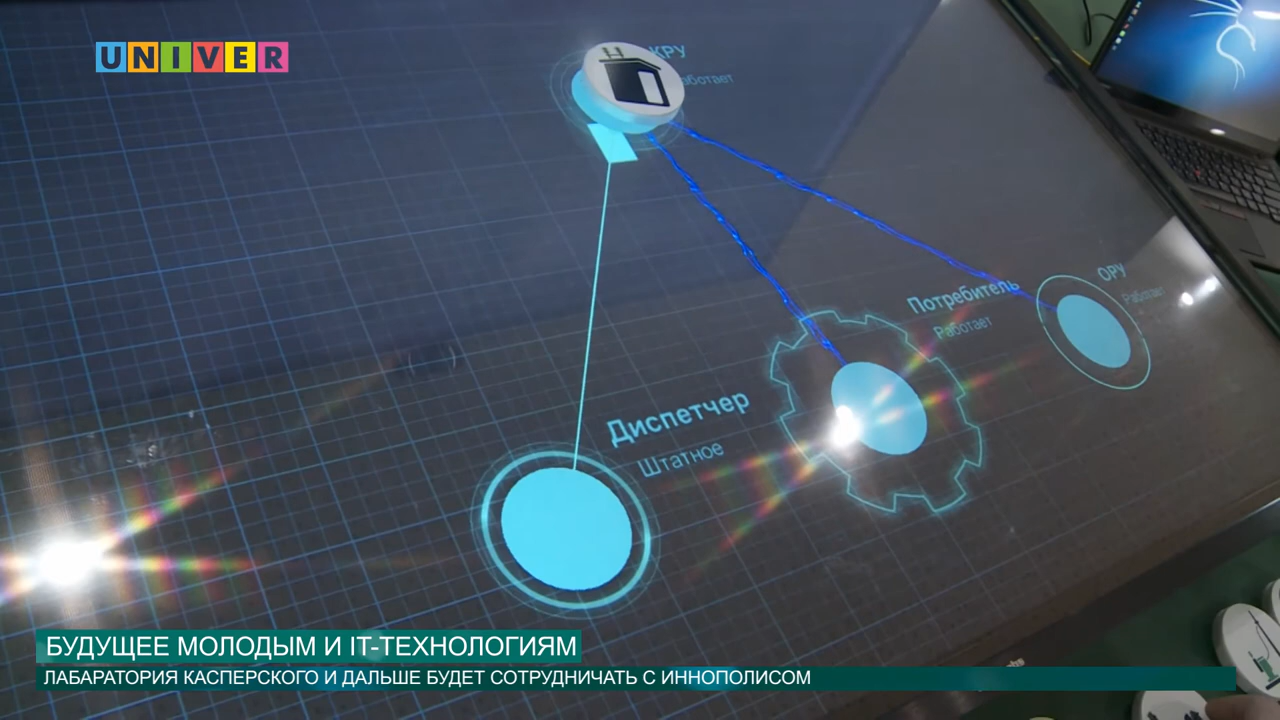 UNIVER
КРУ
Работает
ОРУ
Работает
Потребитель
Работает
Диспетчер
Штатное
БУДУЩЕЕ МОЛОДЫМ И IT-ТЕХНОЛОГИЯМ
ЛАБАРАТОРИЯ КАСПЕРСКОГО И ДАЛЬШЕ БУДЕТ СОТРУДНИЧАТЬ С ИННОПОЛИСОМ